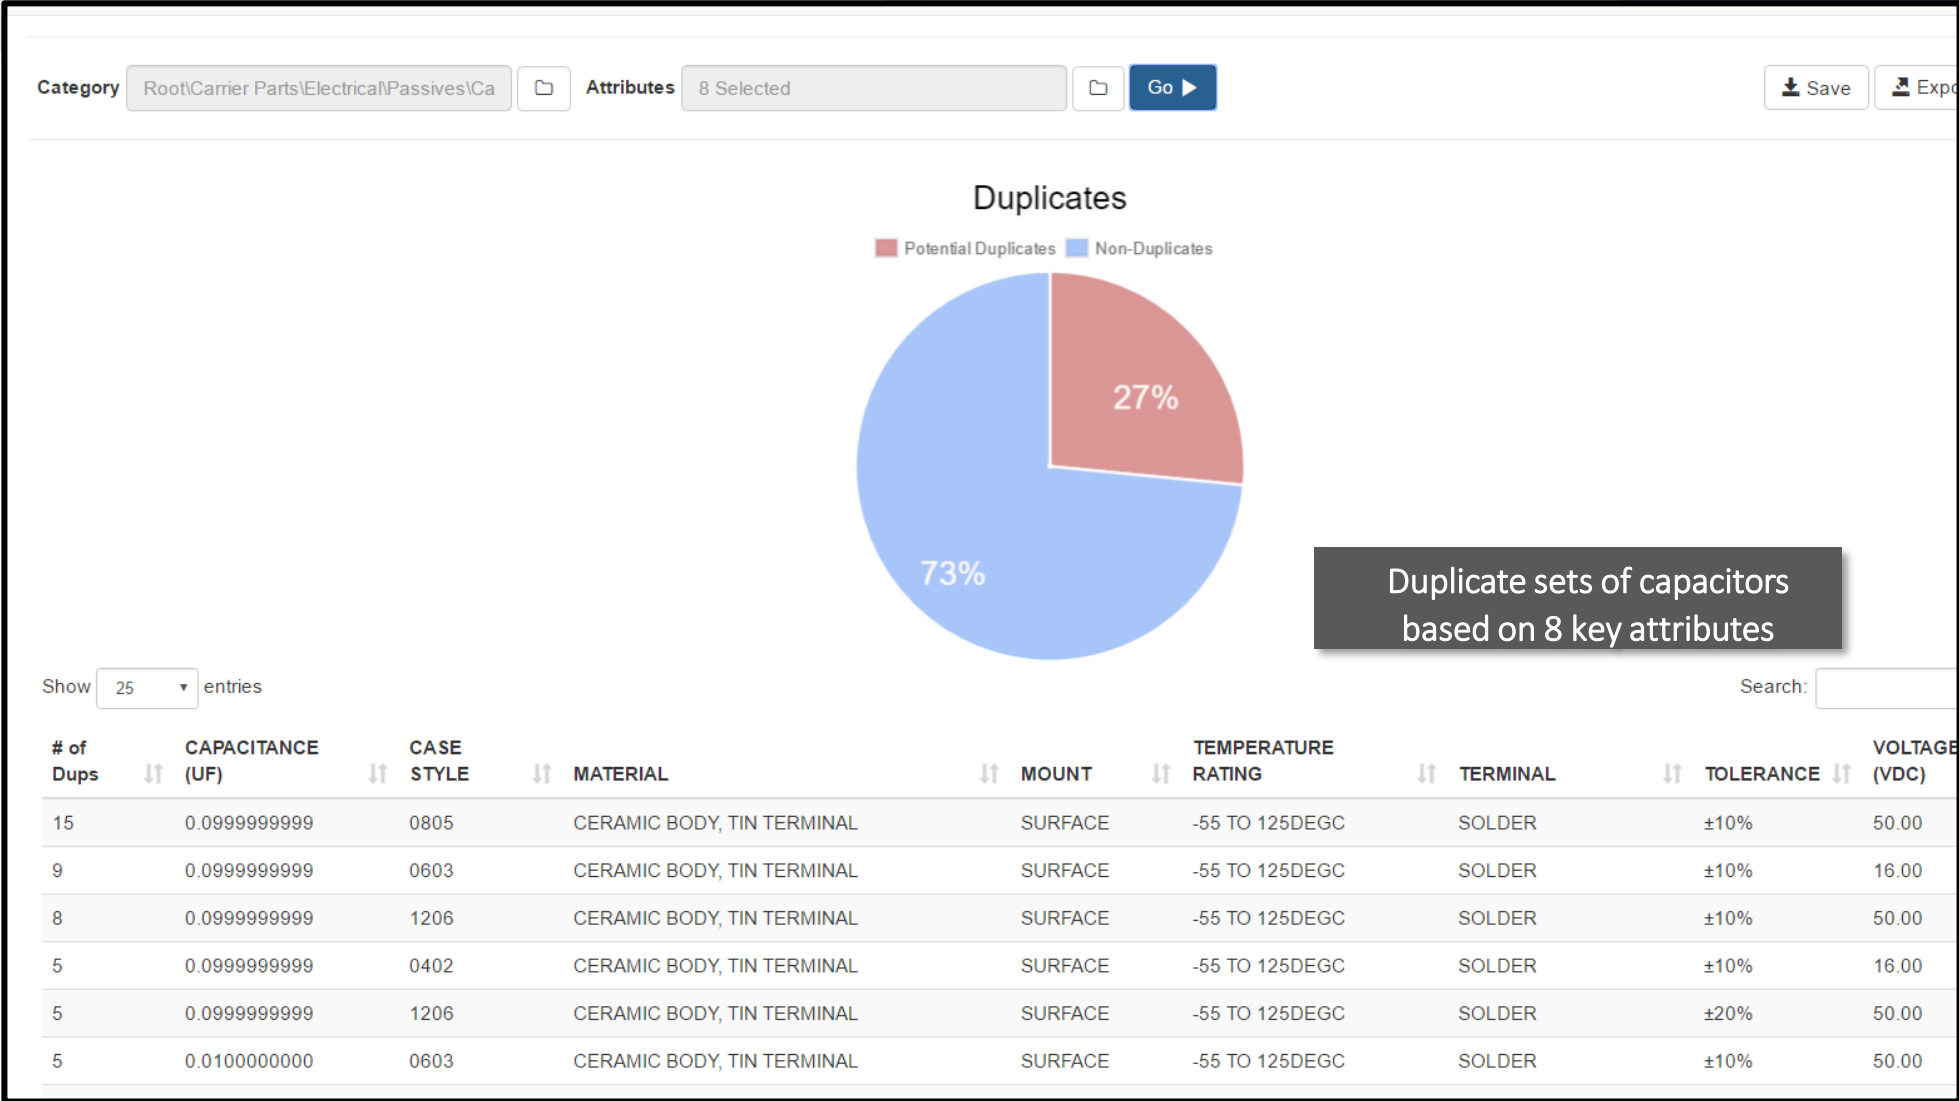 Category Root\Carrier Parts\Electrical\Passives\Ca Attributes 8 Selected Go Save Expo
Duplicates
Potential Duplicates Non-Duplicates
27%
73%
Duplicate sets of capacitors
based on 8 key attributes
Show 25 entries Search:
# of Dups CAPACITANCE (UF) CASE STYLE MATERIAL MOUNT TEMPERATURE RATING TERMINAL TOLERANCE VOLTAGE (VDC)
15 0.0999999999 0805 CERAMIC BODY, TIN TERMINAL SURFACE -55 TO 125DEGC SOLDER ±10% 50.00
9 0.0999999999 0603 CERAMIC BODY, TIN TERMINAL SURFACE -55 TO 125DEGC SOLDER ±10% 16.00
8 0.0999999999 1206 CERAMIC BODY, TIN TERMINAL SURFACE -55 TO 125DEGC SOLDER ±10% 50.00
5 0.0999999999 0402 CERAMIC BODY, TIN TERMINAL SURFACE -55 TO 125DEGC SOLDER ±10% 16.00
5 0.0999999999 1206 CERAMIC BODY, TIN TERMINAL SURFACE -55 TO 125DEGC SOLDER ±20% 50.00
5 0.0100000000 0603 CERAMIC BODY, TIN TERMINAL SURFACE -55 TO 125DEGC SOLDER ±10% 50.00